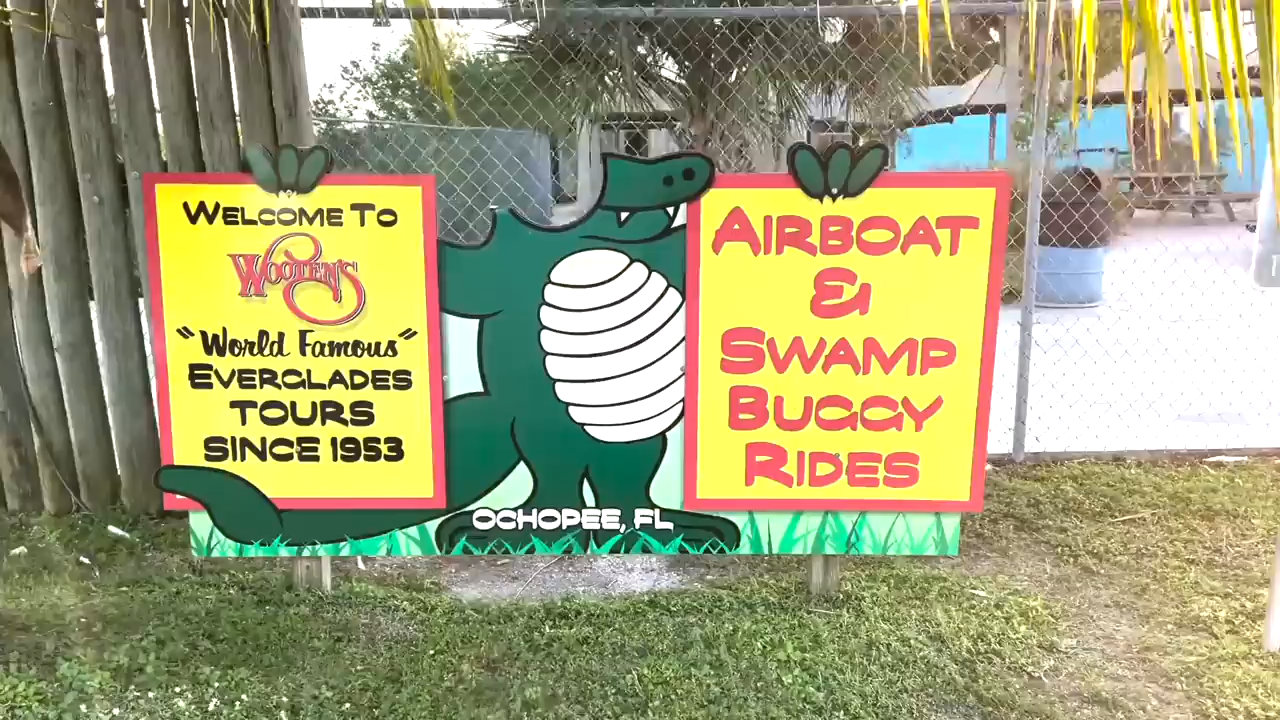 WELCOME TO
WOOTEN'S
"World Famous"
EVERGLADES
TOURS
SINCE 1953
AIRBOAT
&
SWAMP
BUGGY
RIDES
OCHOPEE, FL